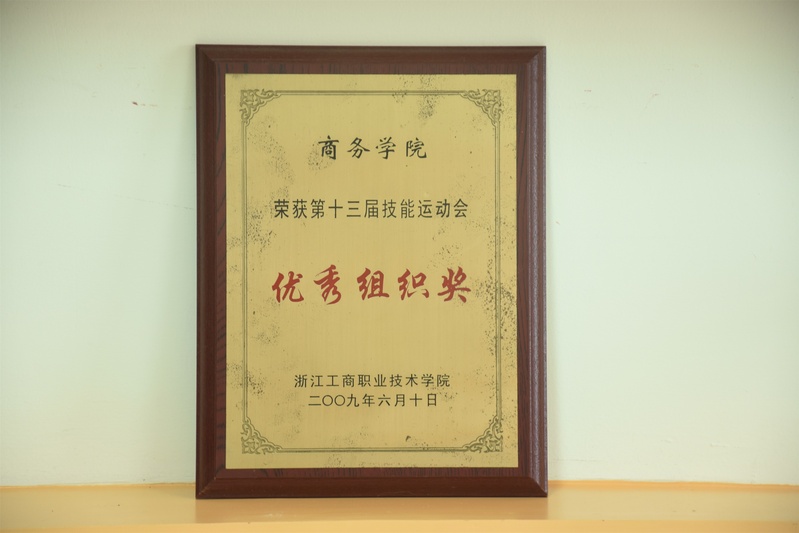 商务学院
荣获第十三届技能运动会
优秀组织奖
浙江工商职业技术学院
二〇〇九年六月十日